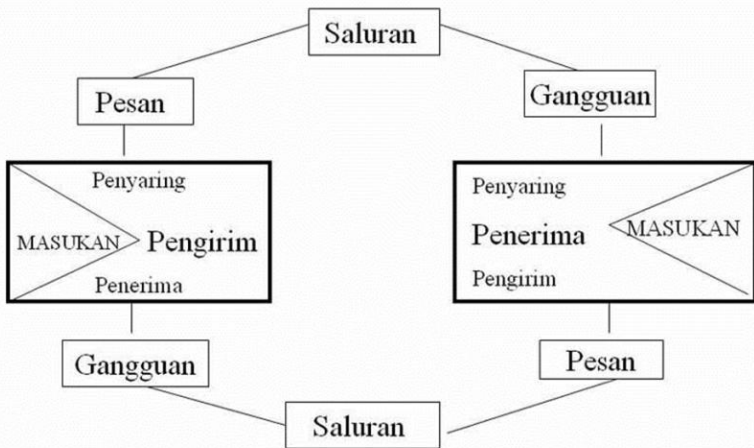 Saluran
Pesan
Gangguan
Penyaring
MASUKAN
Pengirim
Penerima
Penyaring
Penerima
MASUKAN
Pengirim
Gangguan
Pesan
Saluran